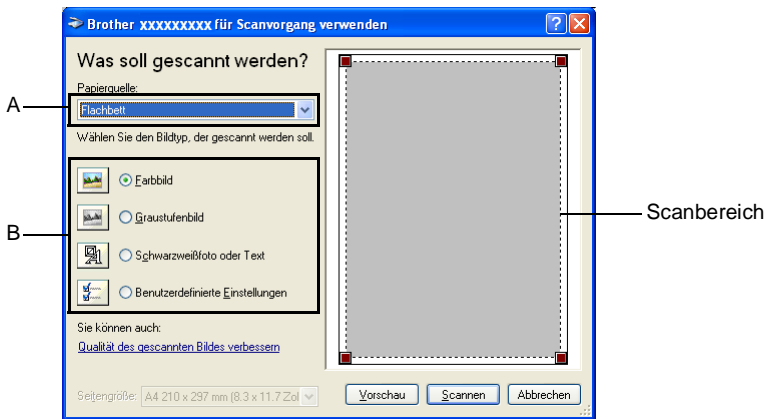 Brother xxxxxxxxx für Scanvorgang verwenden
Was soll gescannt werden?
Papierquelle:
A
Flachbett
Wählen Sie den Bildtyp, der gescannt werden soll.
B
Farbbild
Graustufenbild
Schwarzweißfoto oder Text
Benutzerdefinierte Einstellungen
Scanbereich
Sie können auch:
Qualität des gescannten Bildes verbessern
Seitengröße: A4 210 x 297 mm (8.3 x 11.7 Zol
Vorschau
Scannen
Abbrechen